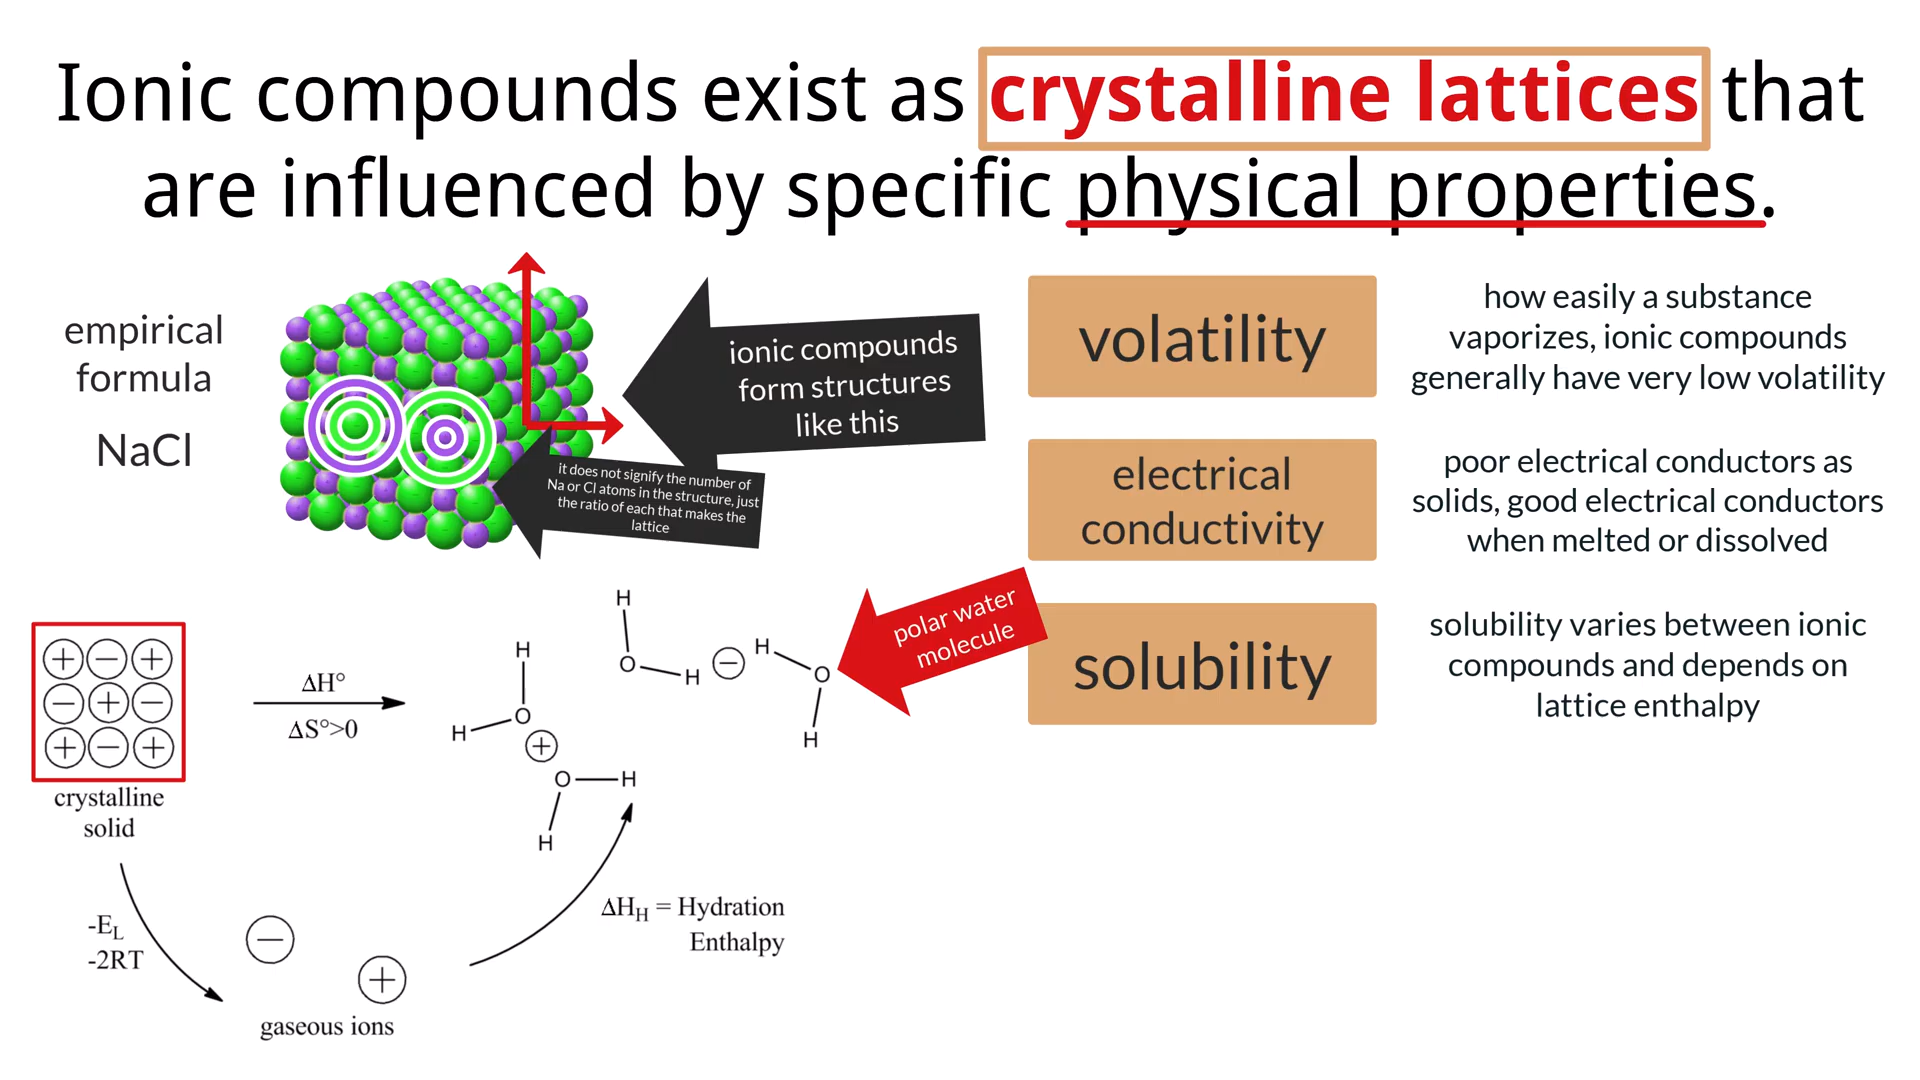 Ionic compounds exist as crystalline lattices that
are influenced by specific physical properties.
empirical
formula
NaCl
ionic compounds
form structures
like this
it does not signify the number of
Na or Cl atoms in the structure, just
the ratio of each that makes the
lattice
volatility
how easily a substance
vaporizes, ionic compounds
generally have very low volatility
electrical
conductivity
poor electrical conductors as
solids, good electrical conductors
when melted or dissolved
solubility
solubility varies between ionic
compounds and depends on
lattice enthalpy
polar water
molecule
+ − +
− + −
+ − +
crystalline
solid
ΔH°
ΔS°>0
H
O
H
+
O H
H
H
O H
−
H
O
H
-E_L
-2RT
−
+
gaseous ions
ΔH_H = Hydration
Enthalpy